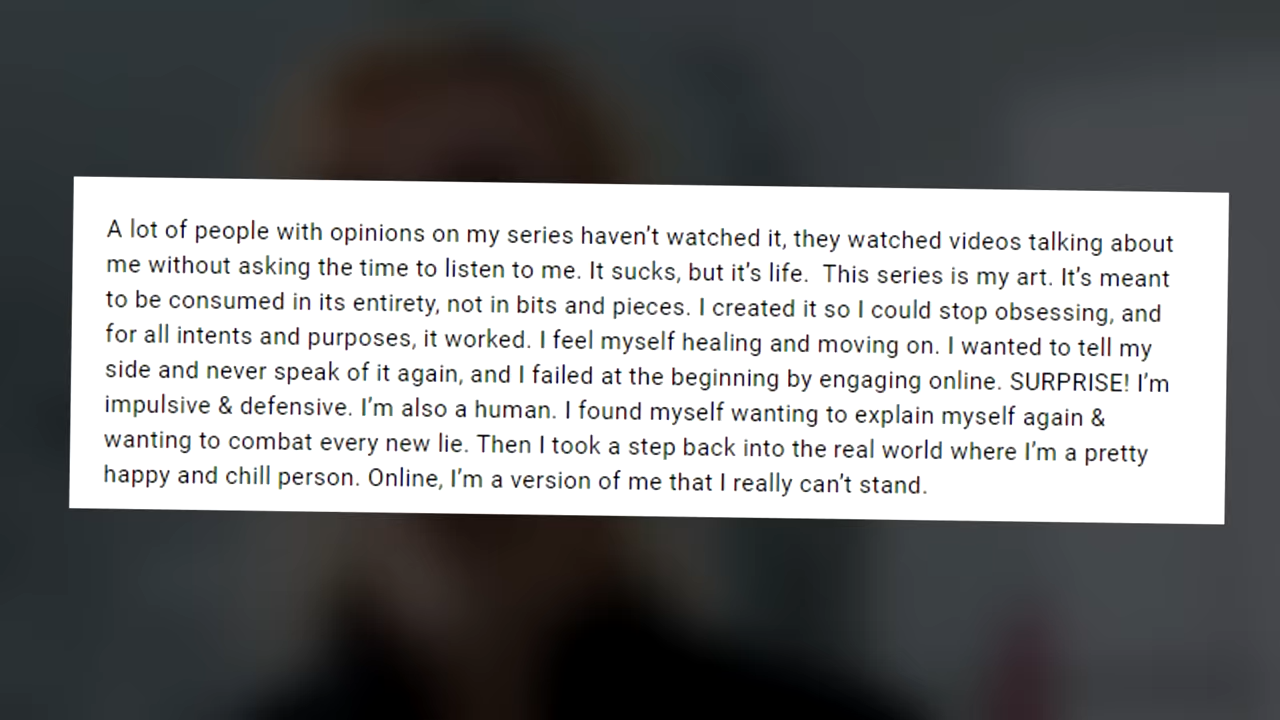 A lot of people with opinions on my series haven't watched it, they watched videos talking about
me without asking the time to listen to me. It sucks, but it's life.  This series is my art. It's meant
to be consumed in its entirety, not in bits and pieces. I created it so I could stop obsessing, and
for all intents and purposes, it worked. I feel myself healing and moving on. I wanted to tell my
side and never speak of it again, and I failed at the beginning by engaging online. SURPRISE! I'm
impulsive & defensive. I'm also a human. I found myself wanting to explain myself again &
wanting to combat every new lie. Then I took a step back into the real world where I'm a pretty
happy and chill person. Online, I'm a version of me that I really can't stand.